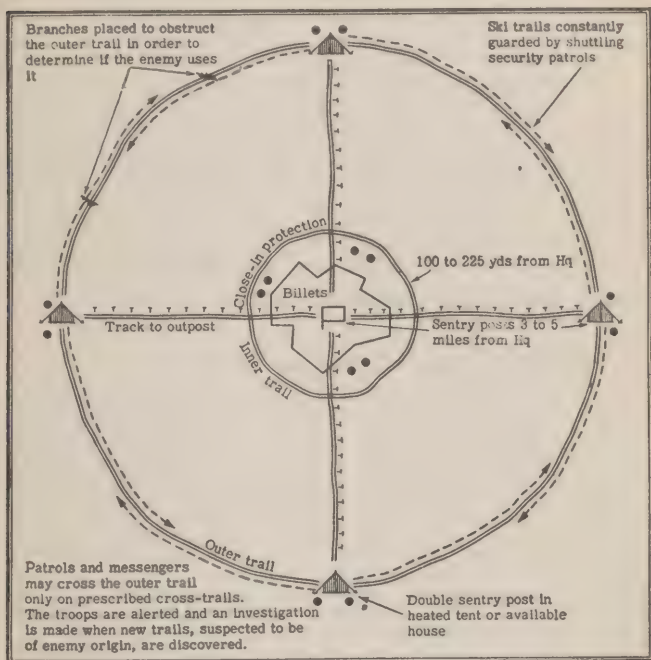 Branches placed to obstruct
the outer trail in order to
determine if the enemy uses
it
Ski trails constantly
guarded by shuttling
security patrols
Close-in protection
100 to 225 yds from Hq
Billets
Track to outpost
Sentry posts 3 to 5
miles from Hq
Inner trail
Outer trail
Patrols and messengers
may cross the outer trail
only on prescribed cross-trails.
The troops are alerted and an investigation
is made when new trails, suspected to be
of enemy origin, are discovered.
Double sentry post in
heated tent or available
house